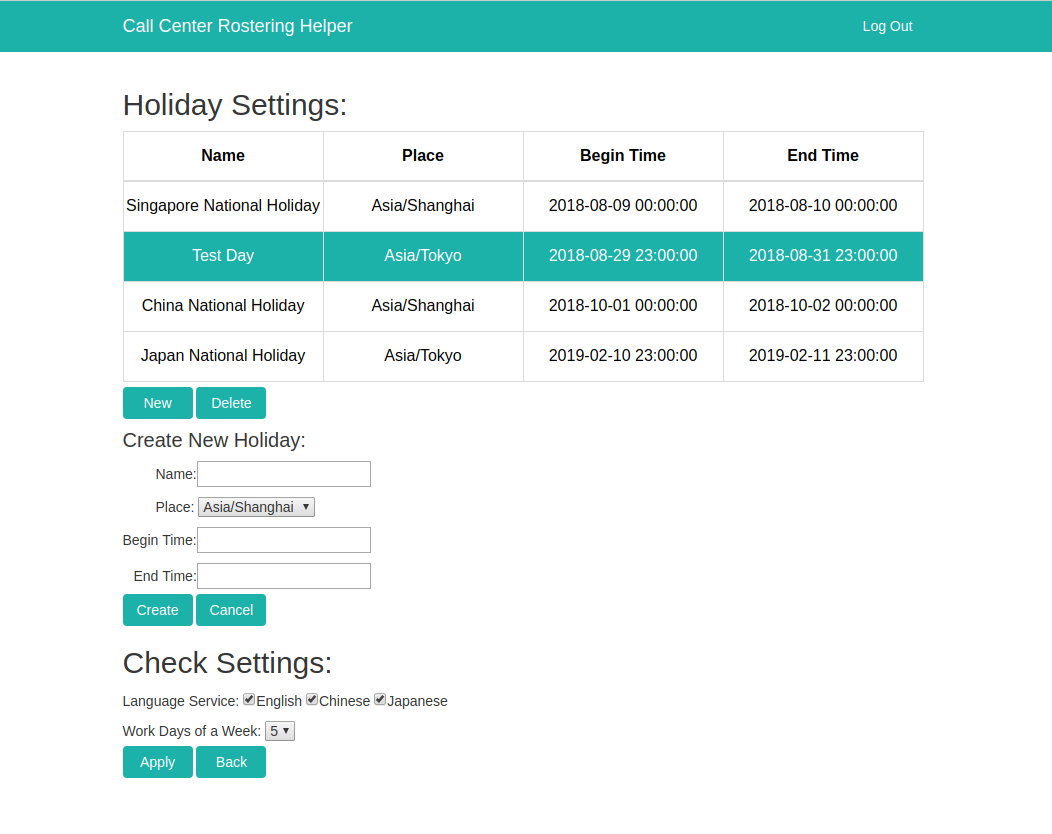 Call Center Rostering Helper Log Out
Holiday Settings:
Name Place Begin Time End Time
Singapore National Holiday Asia/Shanghai 2018-08-09 00:00:00 2018-08-10 00:00:00
Test Day Asia/Tokyo 2018-08-29 23:00:00 2018-08-31 23:00:00
China National Holiday Asia/Shanghai 2018-10-01 00:00:00 2018-10-02 00:00:00
Japan National Holiday Asia/Tokyo 2019-02-10 23:00:00 2019-02-11 23:00:00
New Delete
Create New Holiday:
Name:
Place: Asia/Shanghai
Begin Time:
End Time:
Create Cancel
Check Settings:
Language Service: English Chinese Japanese
Work Days of a Week: 5
Apply Back